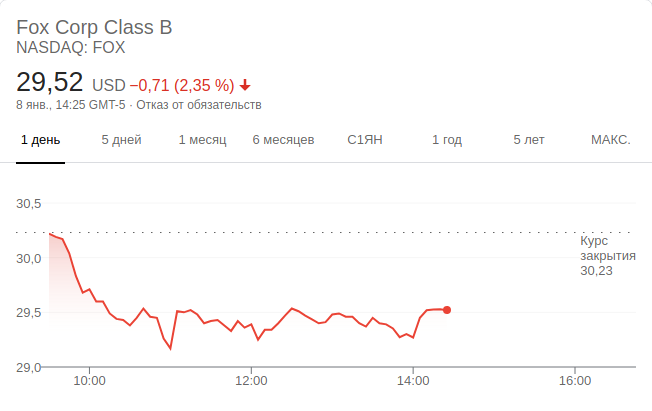 Fox Corp Class B
NASDAQ: FOX
29,52 USD −0,71 (2,35 %)
8 янв., 14:25 GMT-5 · Отказ от обязательств
1 день 5 дней 1 месяц 6 месяцев С1ЯН 1 год 5 лет МАКС.
30,5
Курс
закрытия
30,0
30,23
29,5
29,0
10:00 12:00 14:00 16:00